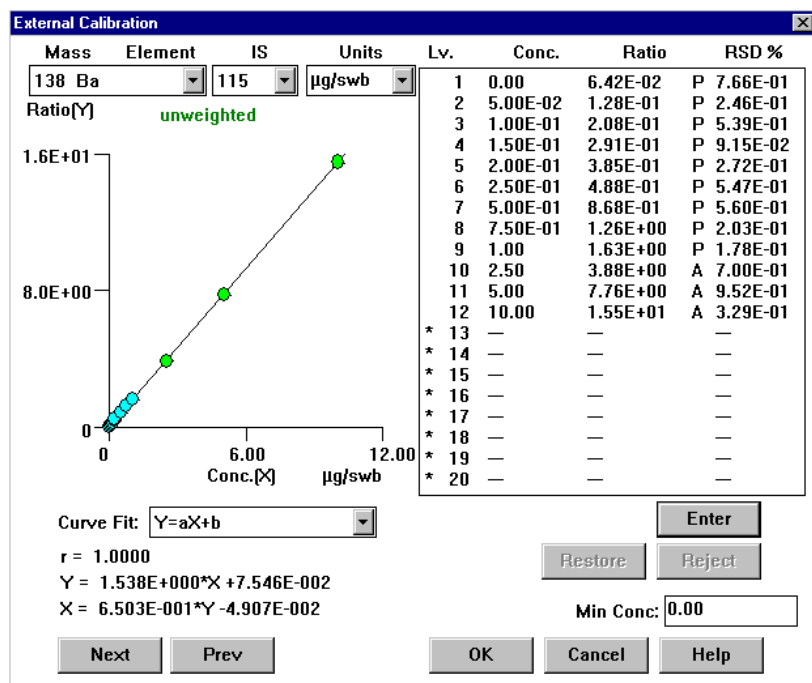 External Calibration
Mass Element IS Units
138 Ba 115 µg/swb
Ratio(Y) unweighted
1.6E+01
8.0E+00
0
0 6.00 12.00
Conc.(X) µg/swb
Lv. Conc. Ratio RSD %
1 0.00 6.42E-02 P 7.66E-01
2 5.00E-02 1.28E-01 P 2.46E-01
3 1.00E-01 2.08E-01 P 5.39E-01
4 1.50E-01 2.91E-01 P 9.15E-02
5 2.00E-01 3.85E-01 P 2.72E-01
6 2.50E-01 4.88E-01 P 5.47E-01
7 5.00E-01 8.68E-01 P 5.60E-01
8 7.50E-01 1.26E+00 P 2.03E-01
9 1.00 1.63E+00 P 1.78E-01
10 2.50 3.88E+00 A 7.00E-01
11 5.00 7.76E+00 A 9.52E-01
12 10.00 1.55E+01 A 3.29E-01
* 13 — — —
* 14 — — —
* 15 — — —
* 16 — — —
* 17 — — —
* 18 — — —
* 19 — — —
* 20 — — —
Curve Fit: Y=aX+b
r = 1.0000
Y = 1.538E+000*X +7.546E-002
X = 6.503E-001*Y -4.907E-002
Enter
Restore Reject
Min Conc: 0.00
Next Prev OK Cancel Help